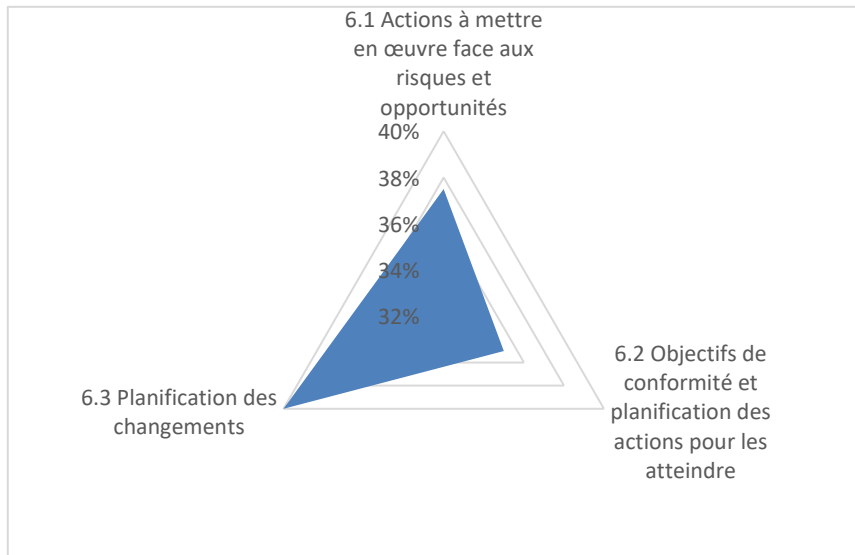 6.1 Actions à mettre
en œuvre face aux
risques et
opportunités
40%
38%
36%
34%
32%
6.2 Objectifs de
conformité et
planification des
actions pour les
atteindre
6.3 Planification des
changements